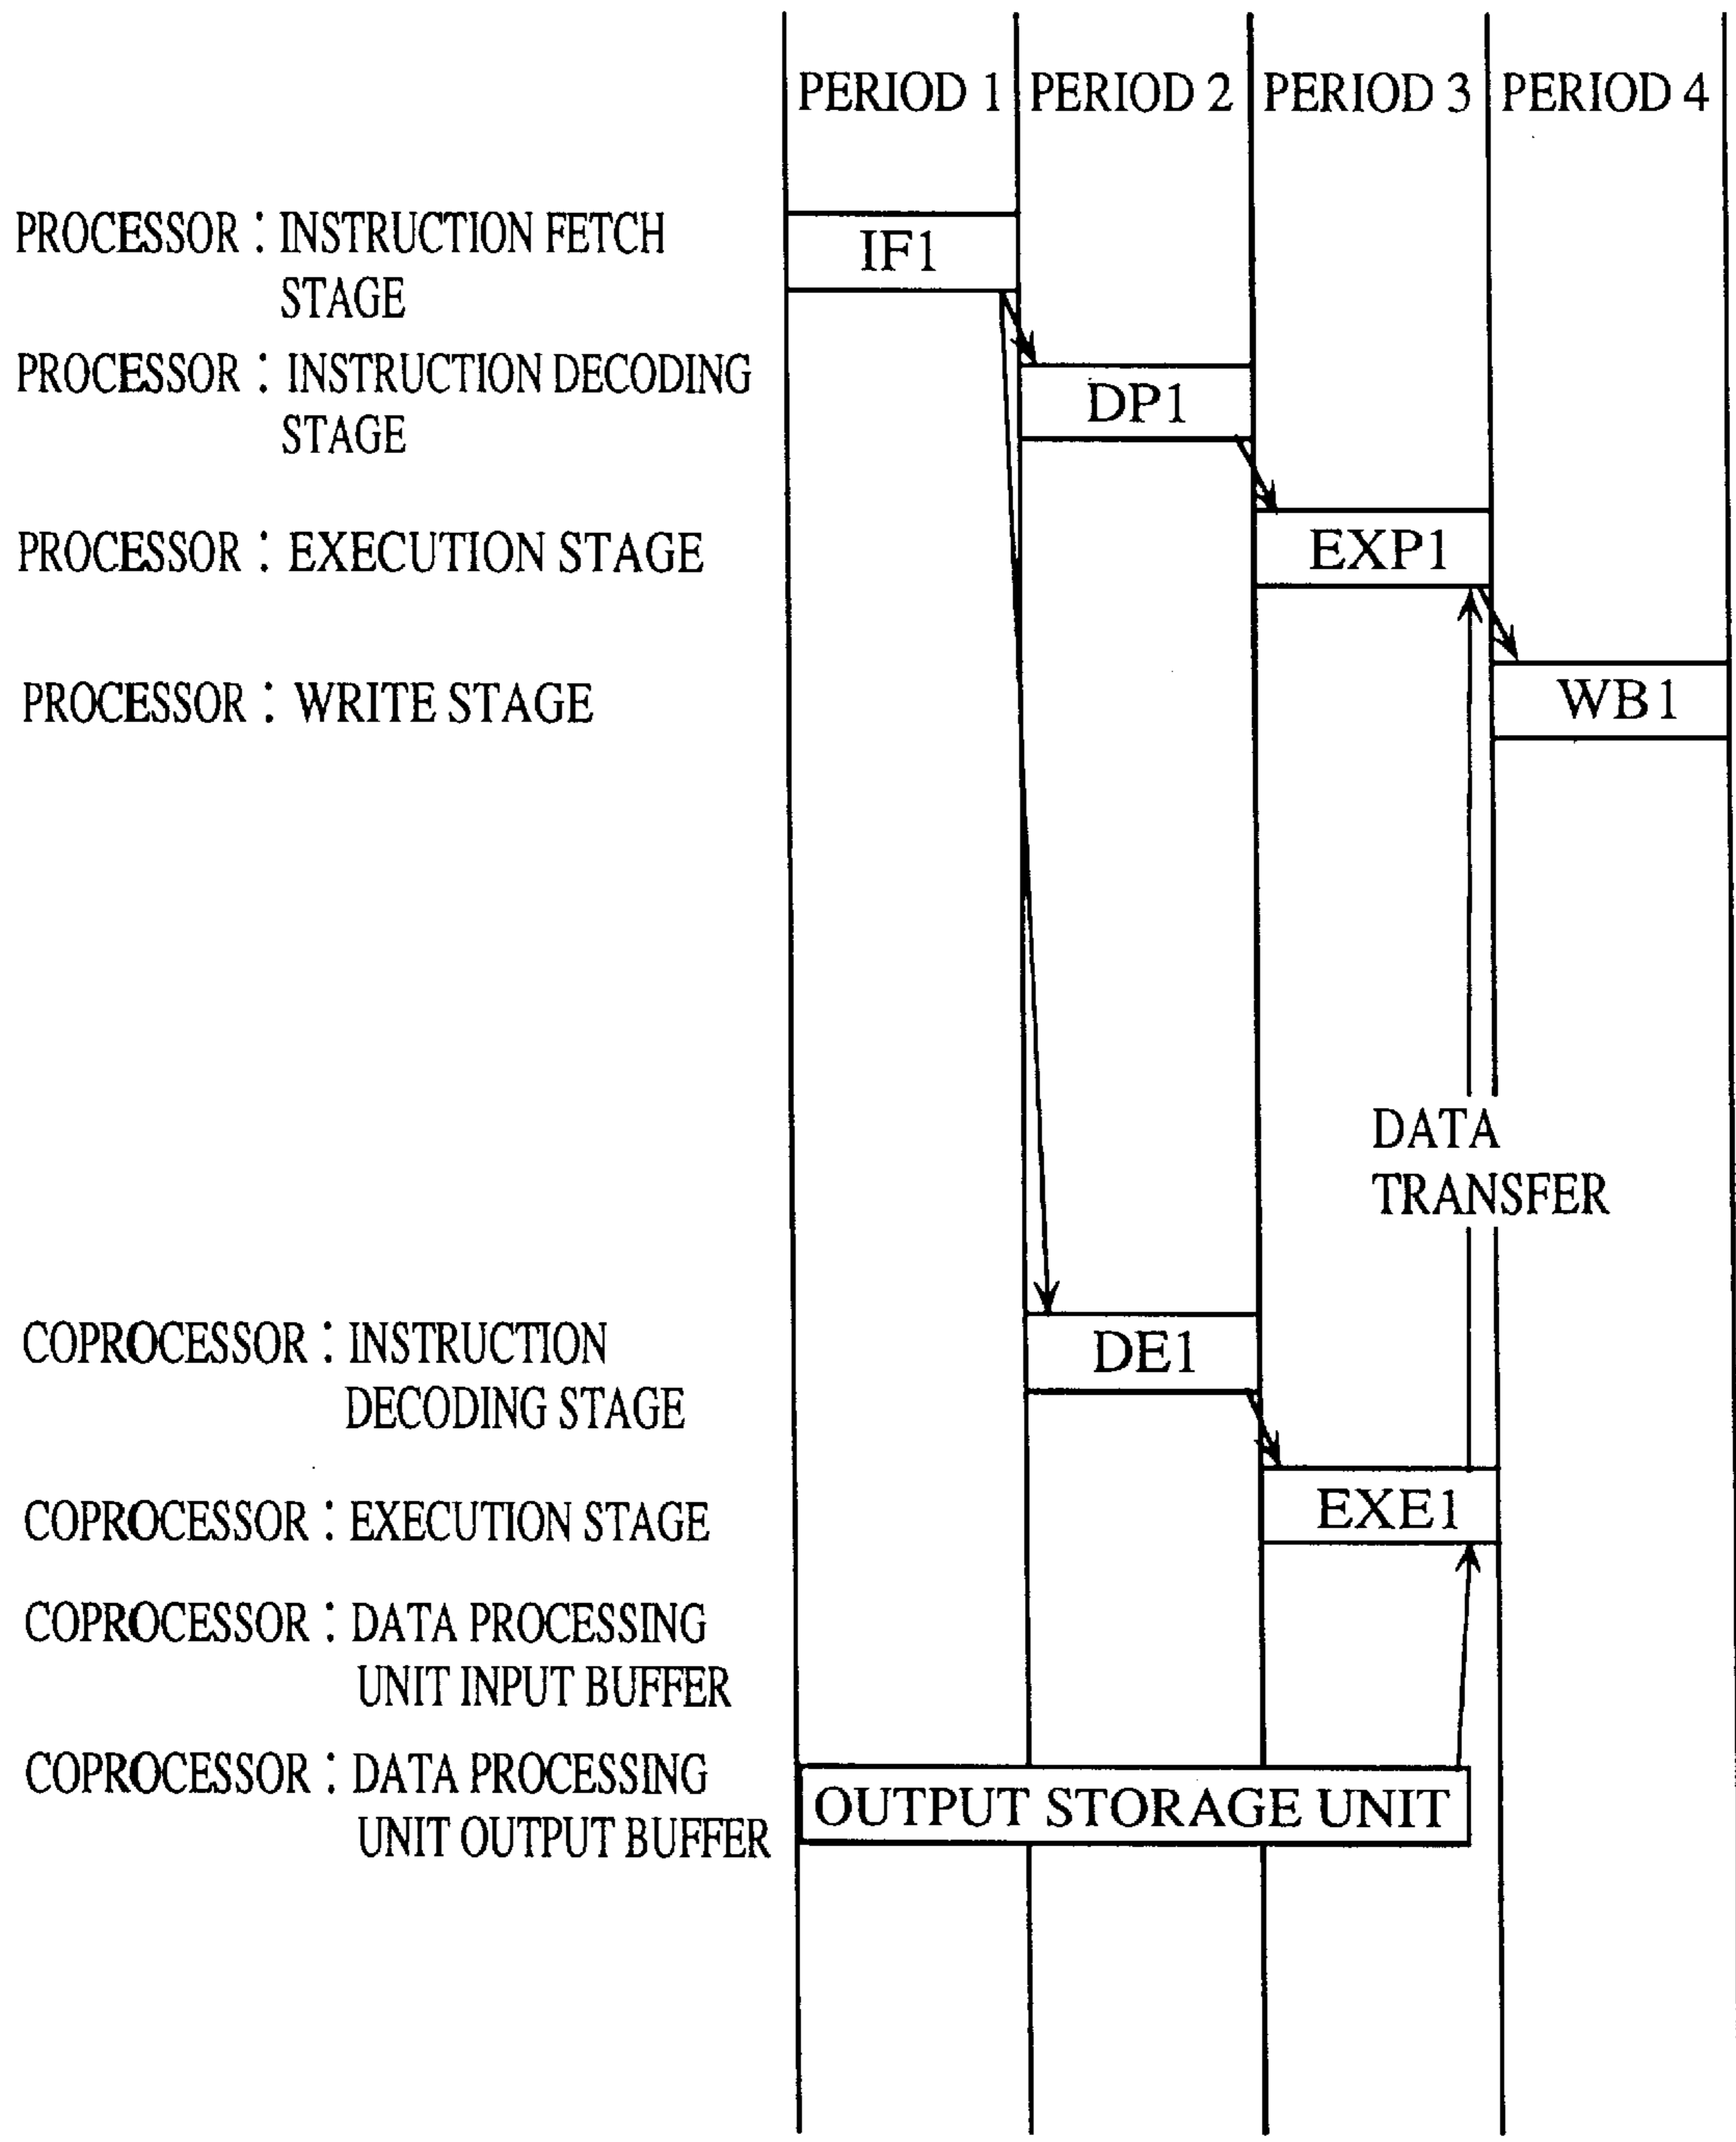 PERIOD 1 PERIOD 2 PERIOD 3 PERIOD 4
PROCESSOR : INSTRUCTION FETCH
STAGE
IF1
PROCESSOR : INSTRUCTION DECODING
STAGE
DP1
PROCESSOR : EXECUTION STAGE
EXP1
PROCESSOR : WRITE STAGE
WB1
DATA
TRANSFER
COPROCESSOR : INSTRUCTION
DECODING STAGE
DE1
COPROCESSOR : EXECUTION STAGE
EXE1
COPROCESSOR : DATA PROCESSING
UNIT INPUT BUFFER
COPROCESSOR : DATA PROCESSING
UNIT OUTPUT BUFFER
OUTPUT STORAGE UNIT